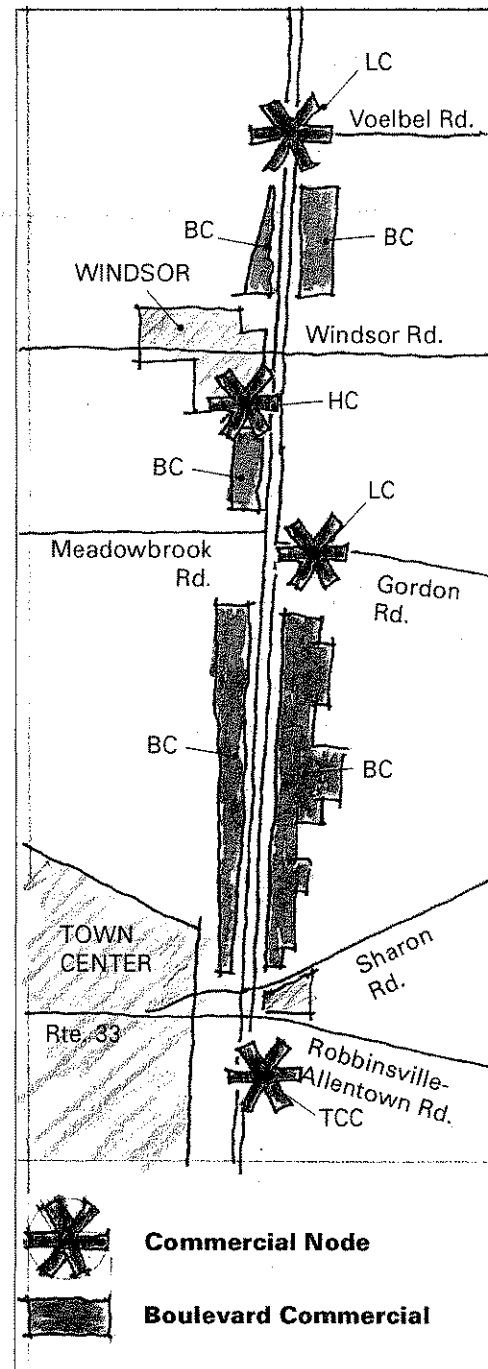 LC
Voelbel Rd.
BC
BC
WINDSOR
Windsor Rd.
HC
BC
LC
Meadowbrook
Rd.
Gordon
Rd.
BC
BC
TOWN
CENTER
Sharon
Rd.
Rte. 33
Robbinsville-
Allentown Rd.
TCC
Commercial Node
Boulevard Commercial